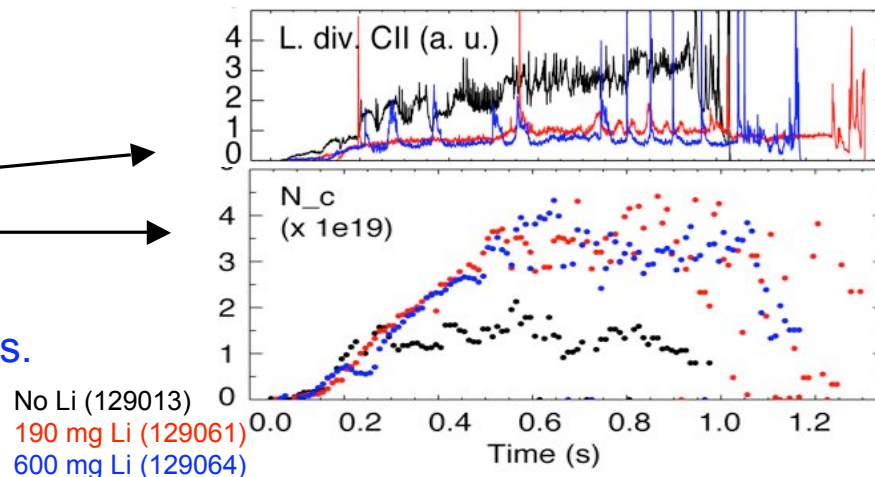 5
4
3
2
1
0
L. div. CII (a. u.)
4
3
2
1
0
N_c
(x 1e19)
s.
No Li (129013)
190 mg Li (129061)
600 mg Li (129064)
0.0 0.2 0.4 0.6 0.8 1.0 1.2
Time (s)